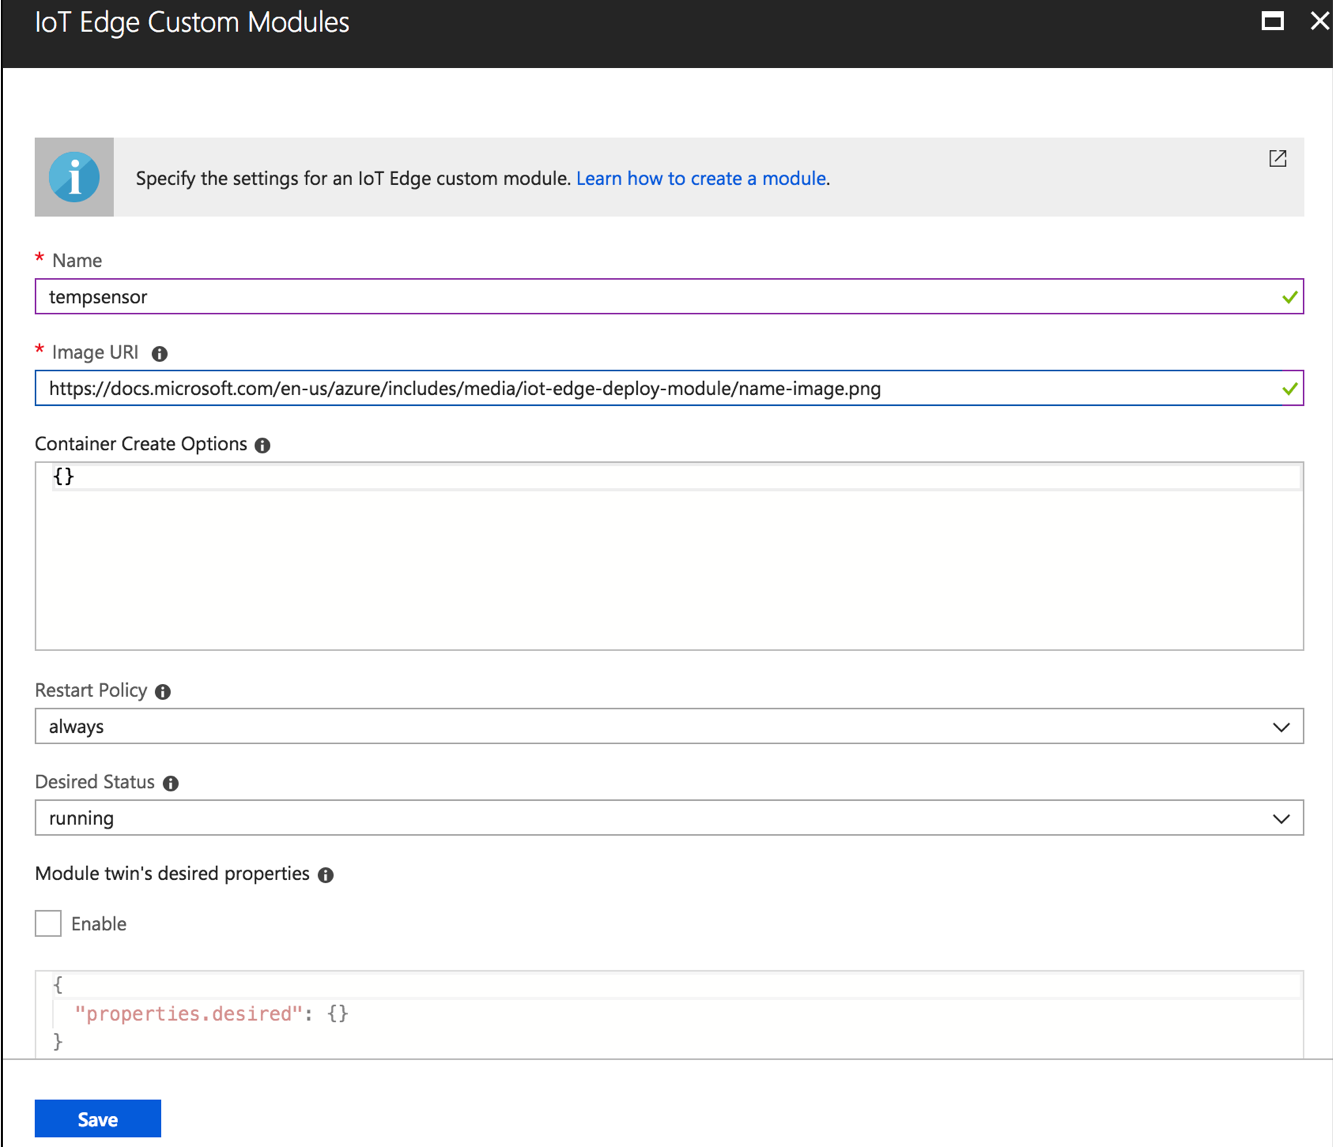 IoT Edge Custom Modules
Specify the settings for an IoT Edge custom module. Learn how to create a module.
* Name
tempsensor
* Image URI
https://docs.microsoft.com/en-us/azure/includes/media/iot-edge-deploy-module/name-image.png
Container Create Options
{}
Restart Policy
always
Desired Status
running
Module twin's desired properties
Enable
{
"properties.desired": {}
}
Save